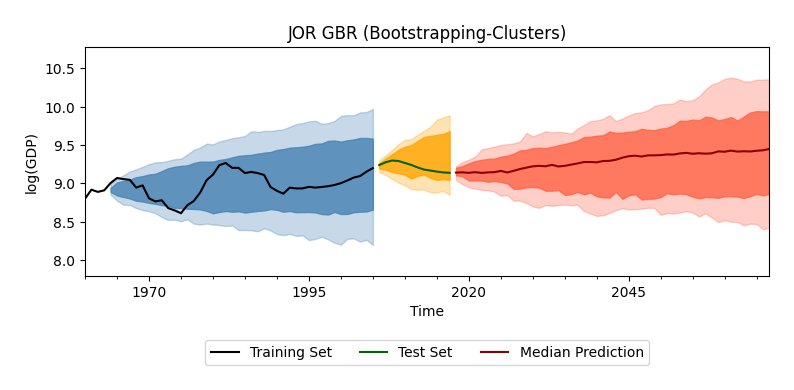 JOR GBR (Bootstrapping-Clusters)
log(GDP)
10.5
10.0
9.5
9.0
8.5
8.0
1970 1995 2020 2045
Time
Training Set Test Set Median Prediction